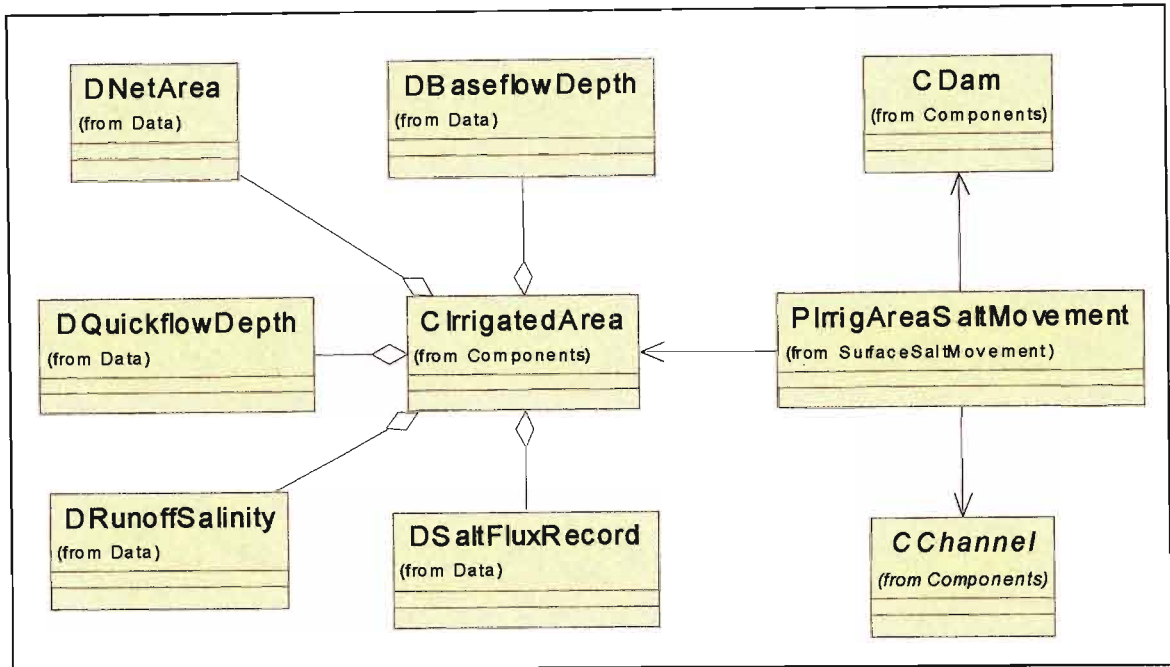 DNetArea
(from Data)
DBaseflowDepth
(from Data)
CDam
(from Components)
DQuickflowDepth
(from Data)
CIrrigatedArea
(from Components)
PIrrigAreaSaltMovement
(from SurfaceSaltMovement)
DRunoffSalinity
(from Data)
DSaltFluxRecord
(from Data)
CChannel
(from Components)